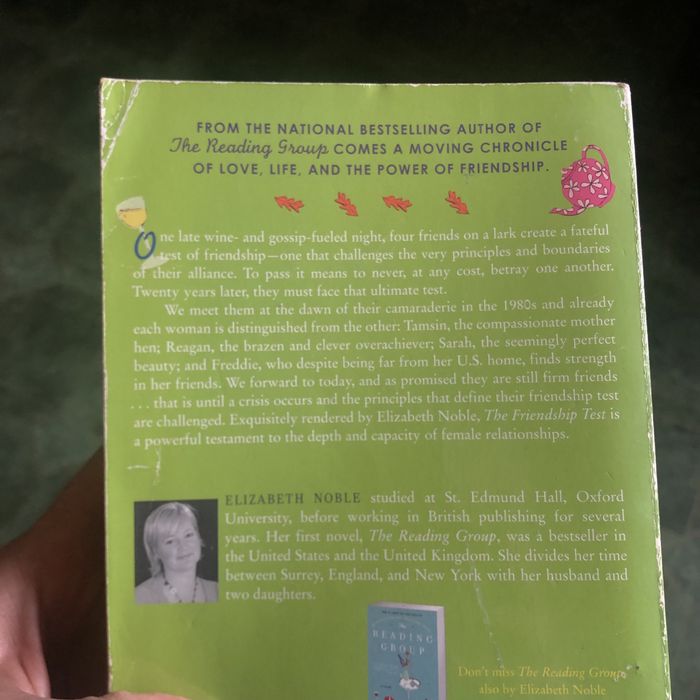 FROM THE NATIONAL BESTSELLING AUTHOR OF
The Reading Group COMES A MOVING CHRONICLE
OF LOVE, LIFE, AND THE POWER OF FRIENDSHIP.
One late wine- and gossip-fueled night, four friends on a lark create a fateful
test of friendship—one that challenges the very principles and boundaries
of their alliance. To pass it means to never, at any cost, betray one another.
Twenty years later, they must face that ultimate test.
We meet them at the dawn of their camaraderie in the 1980s and already
each woman is distinguished from the other: Tamsin, the compassionate mother
hen; Reagan, the brazen and clever overachiever; Sarah, the seemingly perfect
beauty; and Freddie, who despite being far from her U.S. home, finds strength
in her friends. We forward to today, and as promised they are still firm friends
. . . that is until a crisis occurs and the principles that define their friendship test
are challenged. Exquisitely rendered by Elizabeth Noble, The Friendship Test is
a powerful testament to the depth and capacity of female relationships.
ELIZABETH NOBLE studied at St. Edmund Hall, Oxford
University, before working in British publishing for several
years. Her first novel, The Reading Group, was a bestseller in
the United States and the United Kingdom. She divides her time
between Surrey, England, and New York with her husband and
two daughters.
The
READING
GROUP
Don't miss The Reading Group,
also by Elizabeth Noble